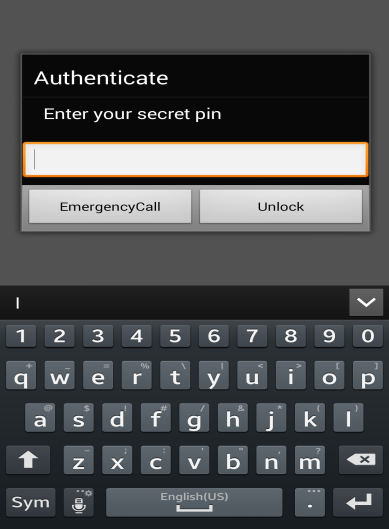 Authenticate
Enter your secret pin
EmergencyCall Unlock
I
1 2 3 4 5 6 7 8 9 0
q w e r t y u i o p
a s d f g h j k l
z x c v b n m
Sym English(US) .